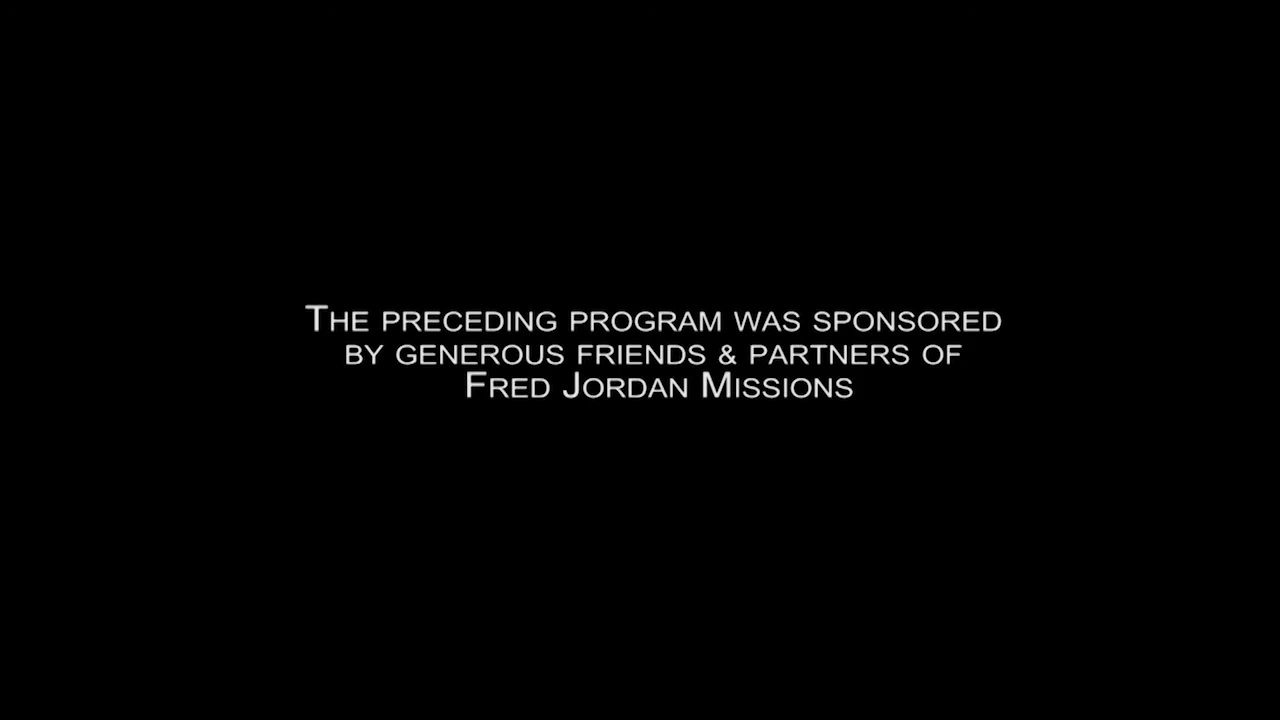 The preceding program was sponsored
by generous friends & partners of
Fred Jordan Missions